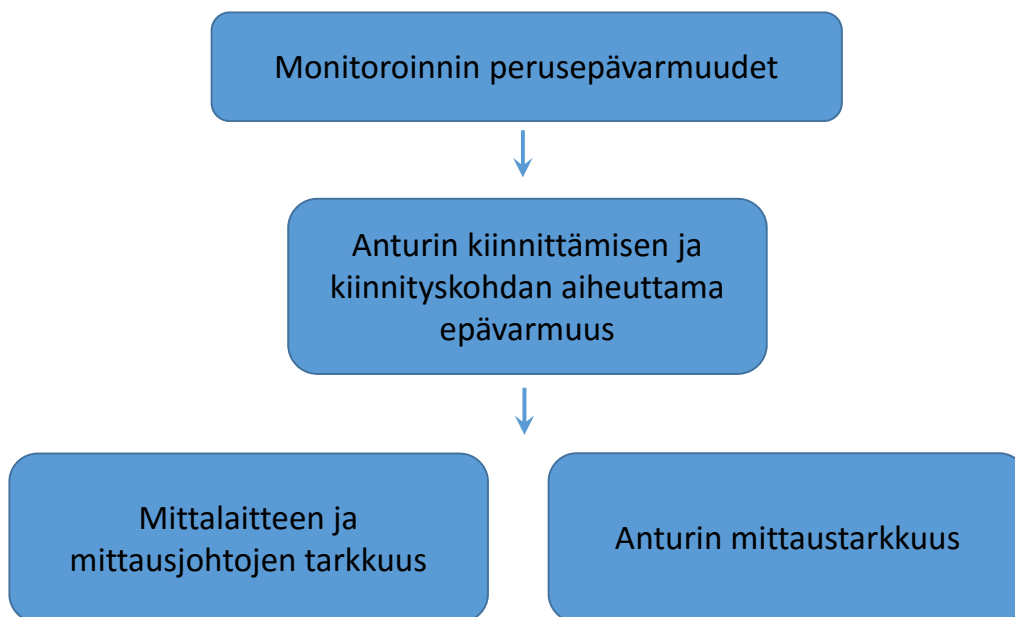 Monitoroinnin perusepävarmuudet
Anturin kiinnittämisen ja
kiinnityskohdan aiheuttama
epävarmuus
Mittalaitteen ja
mittausjohtojen tarkkuus
Anturin mittaustarkkuus